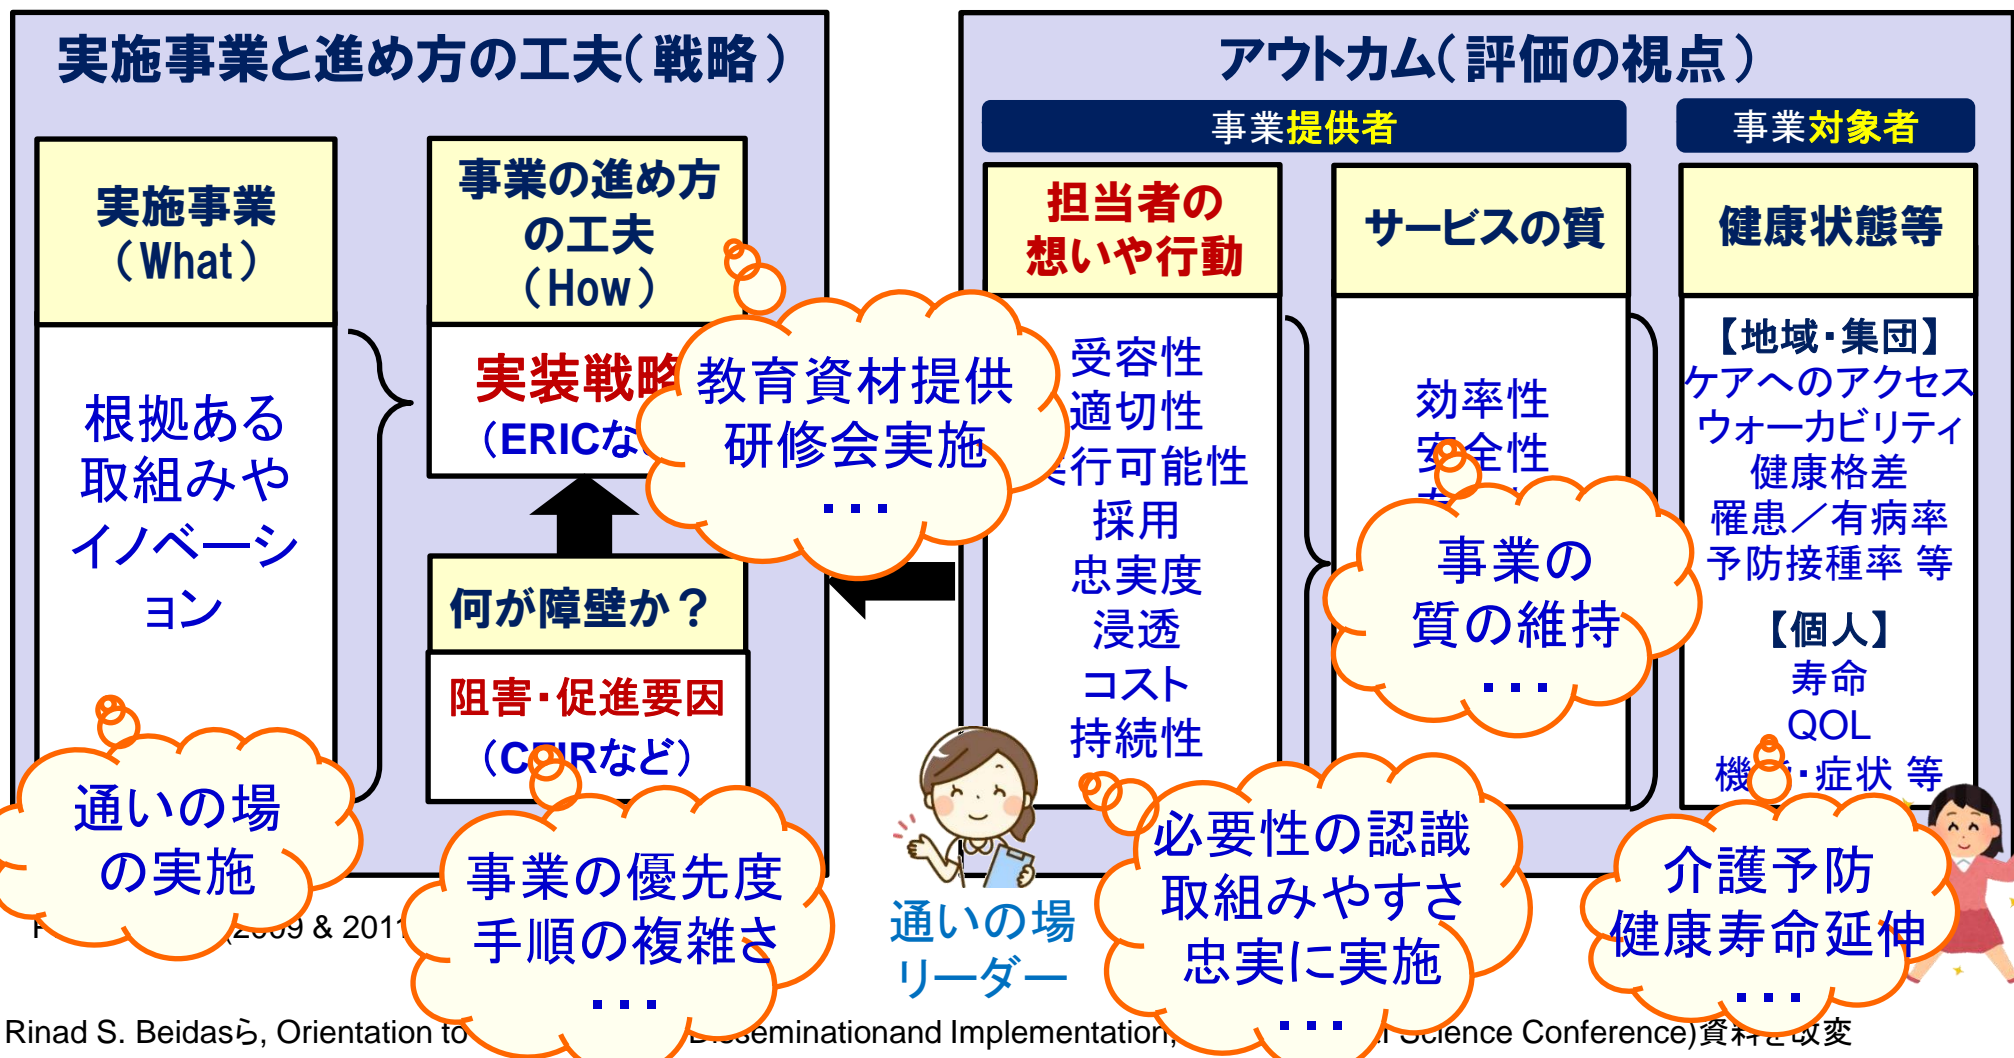 実施事業と進め方の工夫(戦略)
実施事業
(What)
根拠ある
取組みや
イノベーシ
ョン
通いの場
の実施
事業の進め方
の工夫
(How)
実装戦略
(ERICな
教育資材提供
研修会実施
...
何が障壁か?
阻害・促進要因
など)
事業の優先度
手順の複雑さ
...
アウトカム(評価の視点)
事業提供者
担当者の
想いや行動
受容性
適切性
行可能性
採用
忠実度
浸透
コスト
持続性
サービスの質
効率性
安全性
事業の
質の維持
...
事業対象者
健康状態等
【地域・集団】
ケアへのアクセス
ウォーカビリティ
健康格差
罹患/有病率
予防接種率 等
【個人】
寿命
QOL
・症状 等
通いの場
リーダー
必要性の認識
取組みやすさ
忠実に実施
...
介護予防
健康寿命延伸
...
(2009 & 2011
Rinad S. Beidasら, Orientation to Disseminationand Implementation, Science Conference)資料を改変